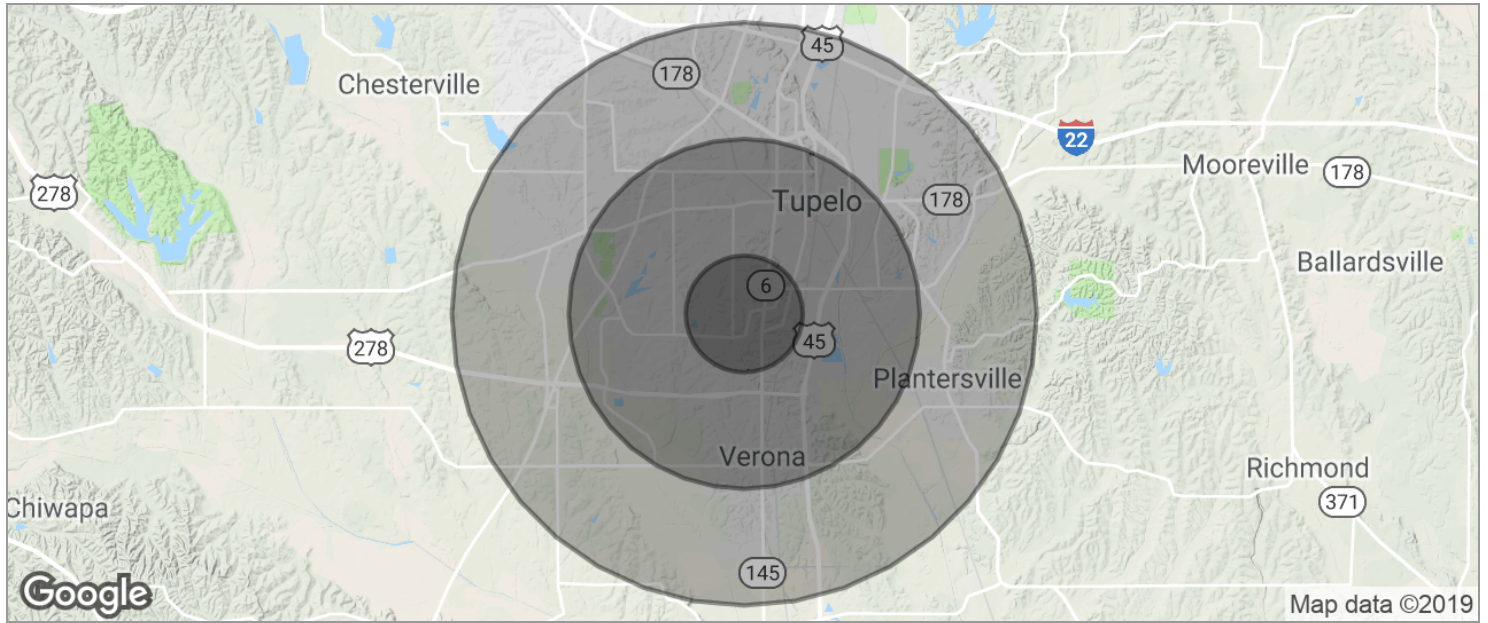 45
178
Chesterville
22
Mooreville
178
278
178
Tupelo
Ballardsville
6
45
278
Plantersville
Verona
Richmond
371
Chiwapa
145
Google
Map data ©2019